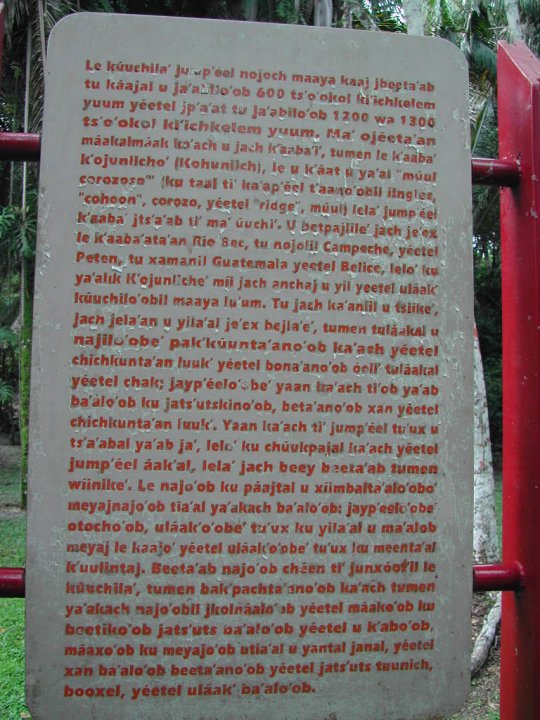 Le kúuchila' jump'éel nojoch maaya kaaj jbeeta'ab
tu káajal u ja'abilo'ob 600 ts'o'okol ki'ichkelem
yuum yéetel jp'aat tu ja'abilo'ob 1200 wa 1300
ts'o'okol ki'ichkelem yuum. Ma' ojéeta'an
máakalmáak ka'ach u jach k'aaba'i', tumen le k'aaba'
k'ojunlicho' (Kohunlich), le u k'áat u ya'al "múul
corozoso'" (ku taal ti' ka'ap'éel t'aano'obil ingles,
"cohoon", corozo, yéetel "ridge", múul) lela' jump'éel
k'aaba' jts'a'ab ti' ma' úuchi'. U betpajlile' jach je'ex
le k'aaba'ata'an Río Bec, tu nojolil Campeche, yéetel
Peten, tu xamanil Guatemala yeetel Belice, lelo' ku
ya'alik K'ojunliche' mil jach anchaj u yil yeetel uláak'
kúuchilo'obil maaya lu'um. Tu jach ka'anlil u tsiike',
jach jela'an u yila'al je'ex bejla'e', tumen tuláakal u
najilo'obe' pak'kúunta'ano'ob ka'ach yéetel
chichkunta'an luuk' yéetel bona'ano'ob óoli' tuláakal
yéetel chak; jayp'éelo'obe' yaan ka'ach ti'ob ya'ab
ba'alo'ob ku jats'utskino'ob, beta'ano'ob xan yéetel
chichkunta'an luuk'. Yaan ka'ach ti' jump'éel tu'ux u
ts'a'abal ya'ab ja', lelo' ku chúukpajal ka'ach yéetel
jump'éel áak'al, lela' jach beey beeta'ab tumen
wíinike'. Le najo'ob ku páajtal u xíimbalta'alo'obo'
meyajnajo'ob tia'al ya'akach ba'alo'ob; jayp'éelo'obe'
otocho'ob, uláak'o'obe' tu'ux ku yila'al u ma'alob
meyaj le kaajo' yéetel uláak'o'obe' tu'ux ku meenta'al
k'uulintaj. Beeta'ab najo'ob chéen ti' junxóot'il le
kúuchila', tumen bak'pachta'ano'ob ka'ach tumen
ya'akach najo'obil jkolnáalo'ob yéetel máako'ob ku
beetiko'ob jats'uts ba'alo'ob yéetel u k'abo'ob,
máaxo'ob ku meyajo'ob utia'al u yantal janal, yéetel
xan ba'alo'ob beeta'ano'ob yéetel jats'uts tuunich,
booxel, yéetel uláak' ba'alo'ob.